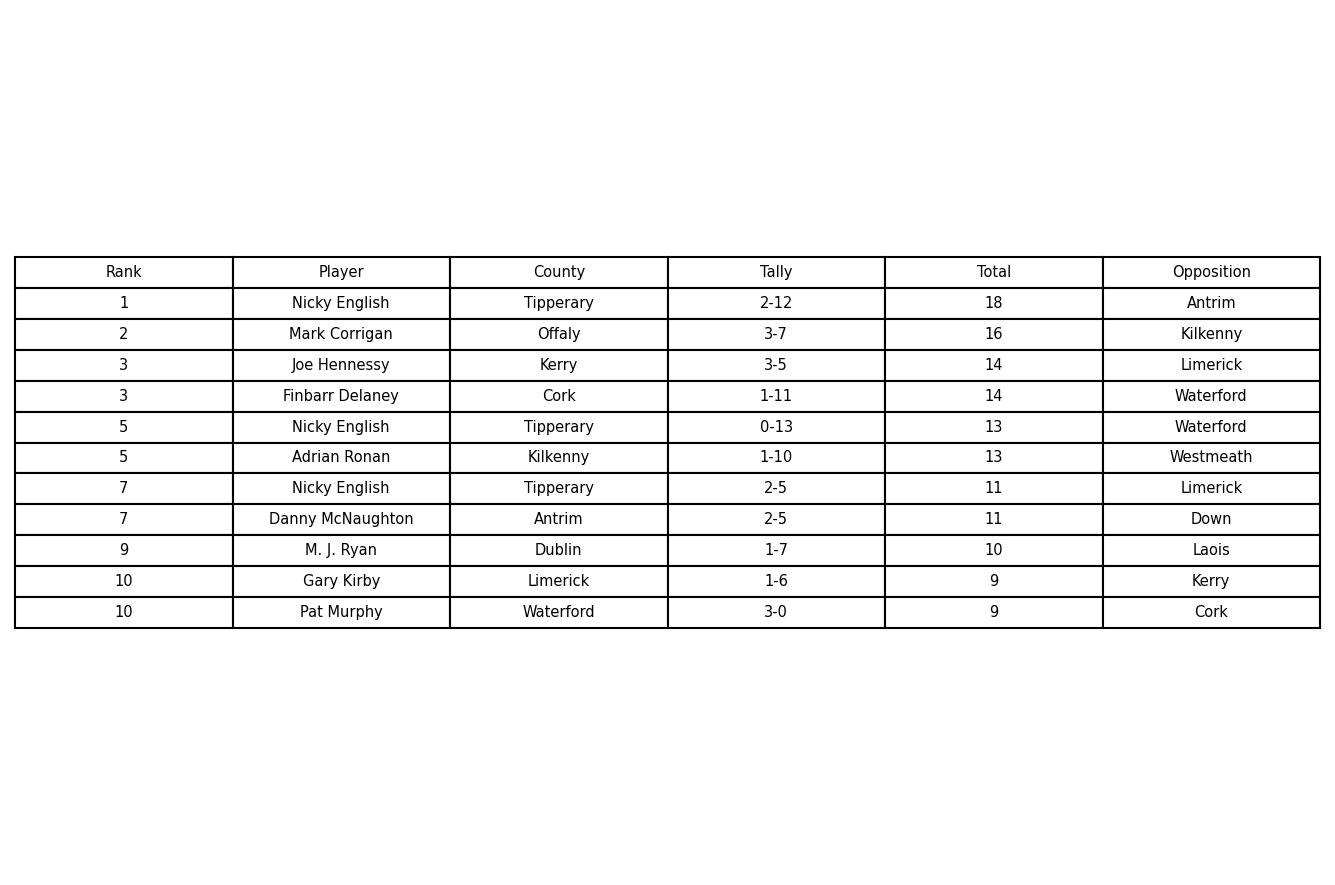 Rank Player County Tally Total Opposition
1 Nicky English Tipperary 2-12 18 Antrim
2 Mark Corrigan Offaly 3-7 16 Kilkenny
3 Joe Hennessy Kerry 3-5 14 Limerick
3 Finbarr Delaney Cork 1-11 14 Waterford
5 Nicky English Tipperary 0-13 13 Waterford
5 Adrian Ronan Kilkenny 1-10 13 Westmeath
7 Nicky English Tipperary 2-5 11 Limerick
7 Danny McNaughton Antrim 2-5 11 Down
9 M. J. Ryan Dublin 1-7 10 Laois
10 Gary Kirby Limerick 1-6 9 Kerry
10 Pat Murphy Waterford 3-0 9 Cork